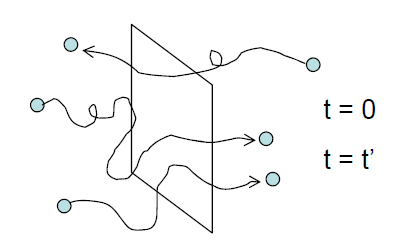 t = 0
t = t’